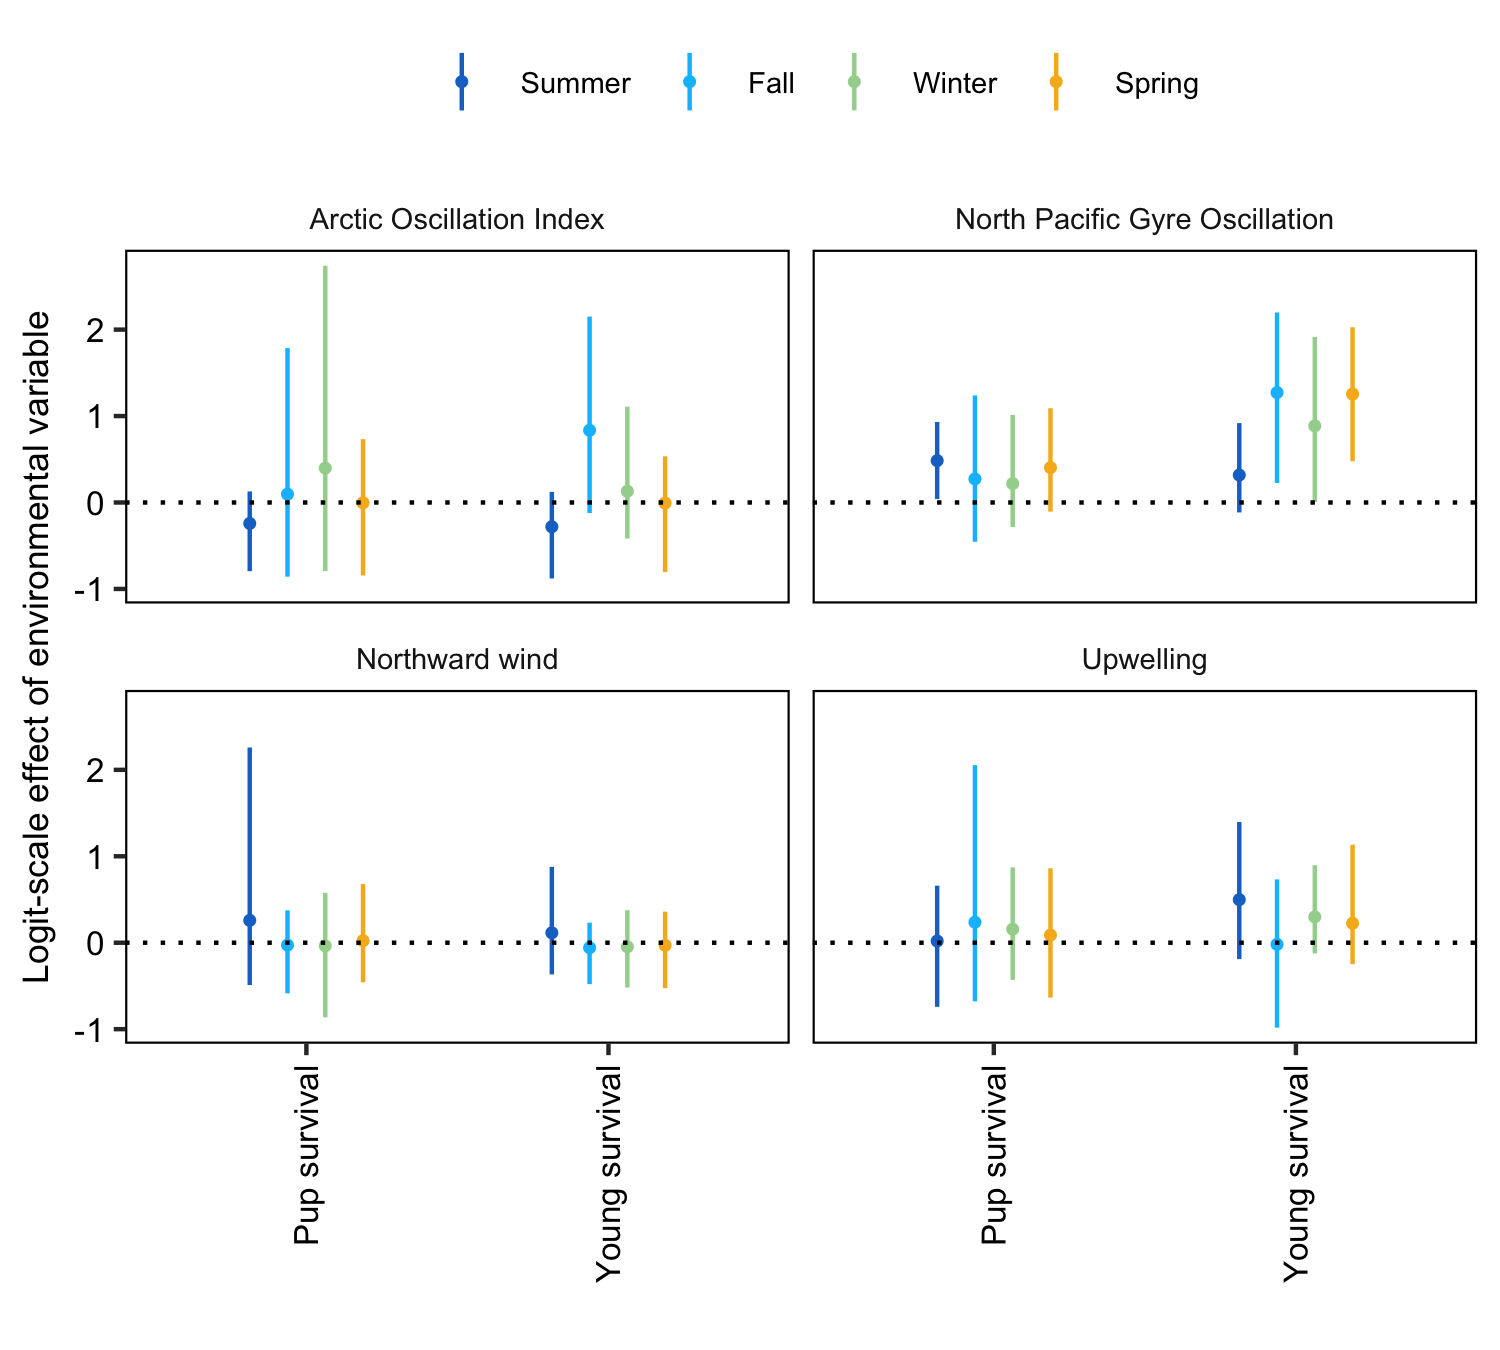 Summer Fall Winter Spring
Arctic Oscillation Index North Pacific Gyre Oscillation
Logit-scale effect of environmental variable
2
1
0
-1
Northward wind Upwelling
2
1
0
-1
Pup survival Young survival Pup survival Young survival